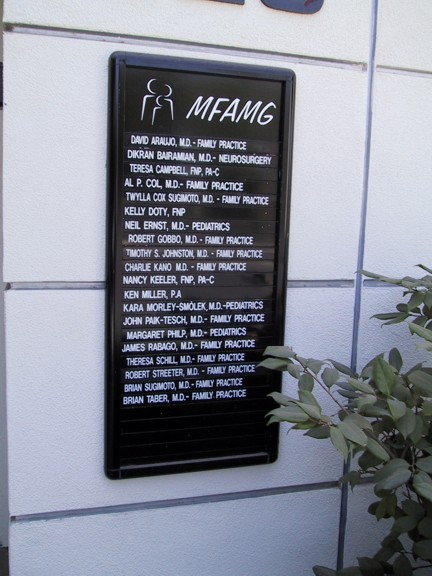 MFAMG
DAVID ARAUJO, M.D.- FAMILY PRACTICE
DIKRAN BAIRAMIAN, M.D.- NEUROSURGERY
TERESA CAMPBELL, FNP, PA-C
AL P. COL, M.D.- FAMILY PRACTICE
TWYLLA COX SUGIMOTO, M.D.- FAMILY PRACTICE
KELLY DOTY, FNP
NEIL ERNST, M.D.- PEDIATRICS
ROBERT GOBBO, M.D.- FAMILY PRACTICE
TIMOTHY S. JOHNSTON, M.D. - FAMILY PRACTICE
CHARLIE KANO M.D. - FAMILY PRACTICE
NANCY KEELER, FNP, PA-C
KEN MILLER, P.A
KARA MORLEY-SMOLEK, M.D.-PEDIATRICS
JOHN PAIK-TESCH, M.D.- FAMILY PRACTICE
MARGARET PHILP, M.D.- PEDIATRICS
JAMES RABAGO, M.D.- FAMILY PRACTICE
THERESA SCHILL, M.D.- FAMILY PRACTICE
ROBERT STREETER, M.D. - FAMILY PRACTICE
BRIAN SUGIMOTO, M.D.- FAMILY PRACTICE
BRIAN TABER, M.D.- FAMILY PRACTICE